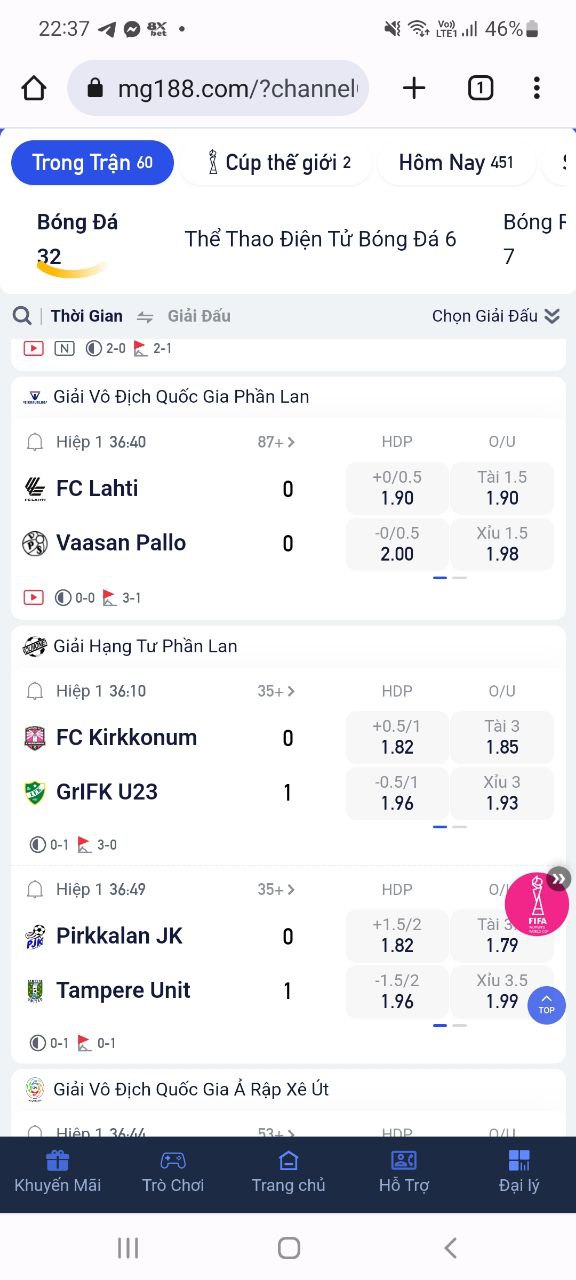 22:37 8X bet Vo)) LTE1 46%
mg188.com/?channel 1
Trong Trận 60 Cúp thế giới 2 Hôm Nay 451
Bóng Đá 32 Thể Thao Điện Tử Bóng Đá 6 Bóng 7
Thời Gian Giải Đấu Chọn Giải Đấu
N 2-0 2-1
Giải Vô Địch Quốc Gia Phần Lan
Hiệp 1 36:40 87+ HDP O/U
FC Lahti 0 +0/0.5 1.90 Tài 1.5 1.90
Vaasan Pallo 0 -0/0.5 2.00 Xỉu 1.5 1.98
0-0 3-1
Giải Hạng Tư Phần Lan
Hiệp 1 36:10 35+ HDP O/U
FC Kirkkonum 0 +0.5/1 1.82 Tài 3 1.85
GrIFK U23 1 -0.5/1 1.96 Xỉu 3 1.93
0-1 3-0
Hiệp 1 36:49 35+ HDP O/
FIFA
Pirkkalan JK 0 +1.5/2 1.82 Tài 3. 1.79
Tampere Unit 1 -1.5/2 1.96 Xỉu 3.5 1.99
TOP
0-1 0-1
Giải Vô Địch Quốc Gia Ả Rập Xê Út
Hiệp 1 36:44 53+ HDP O/U
Khuyến Mãi Trò Chơi Trang chủ Hỗ Trợ Đại lý